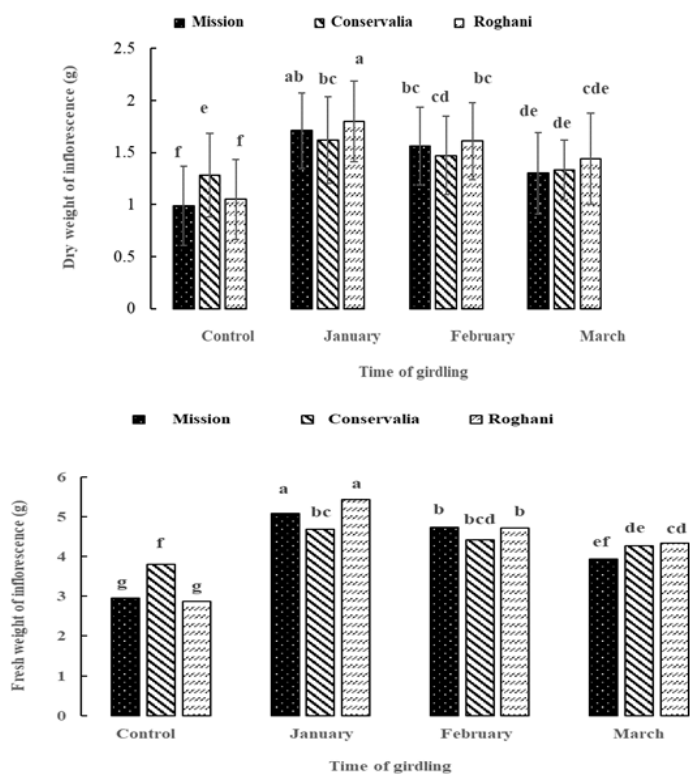 Mission Conservalia Roghani
Dry weight of inflorescence (g)
2.5
2
1.5
1
0.5
0
f e f ab bc a bc cd bc de de cde
Control January February March
Time of girdling
Mission Conservalia Roghani
Fresh weight of inflorescence (g)
6
5
4
3
2
1
0
g f g a bc a b bcd b ef de cd
Control January February March
Time of girdling